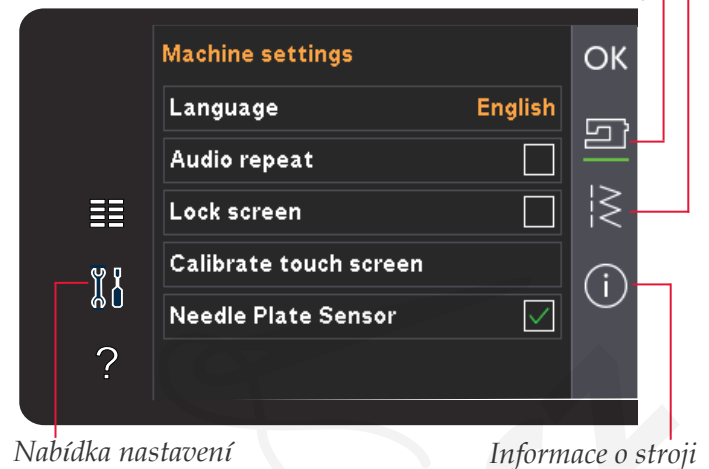 Machine settings
OK
Language English
Audio repeat
Lock screen
Calibrate touch screen
Needle Plate Sensor
?
i
Nabídka nastavení
Informace o stroji